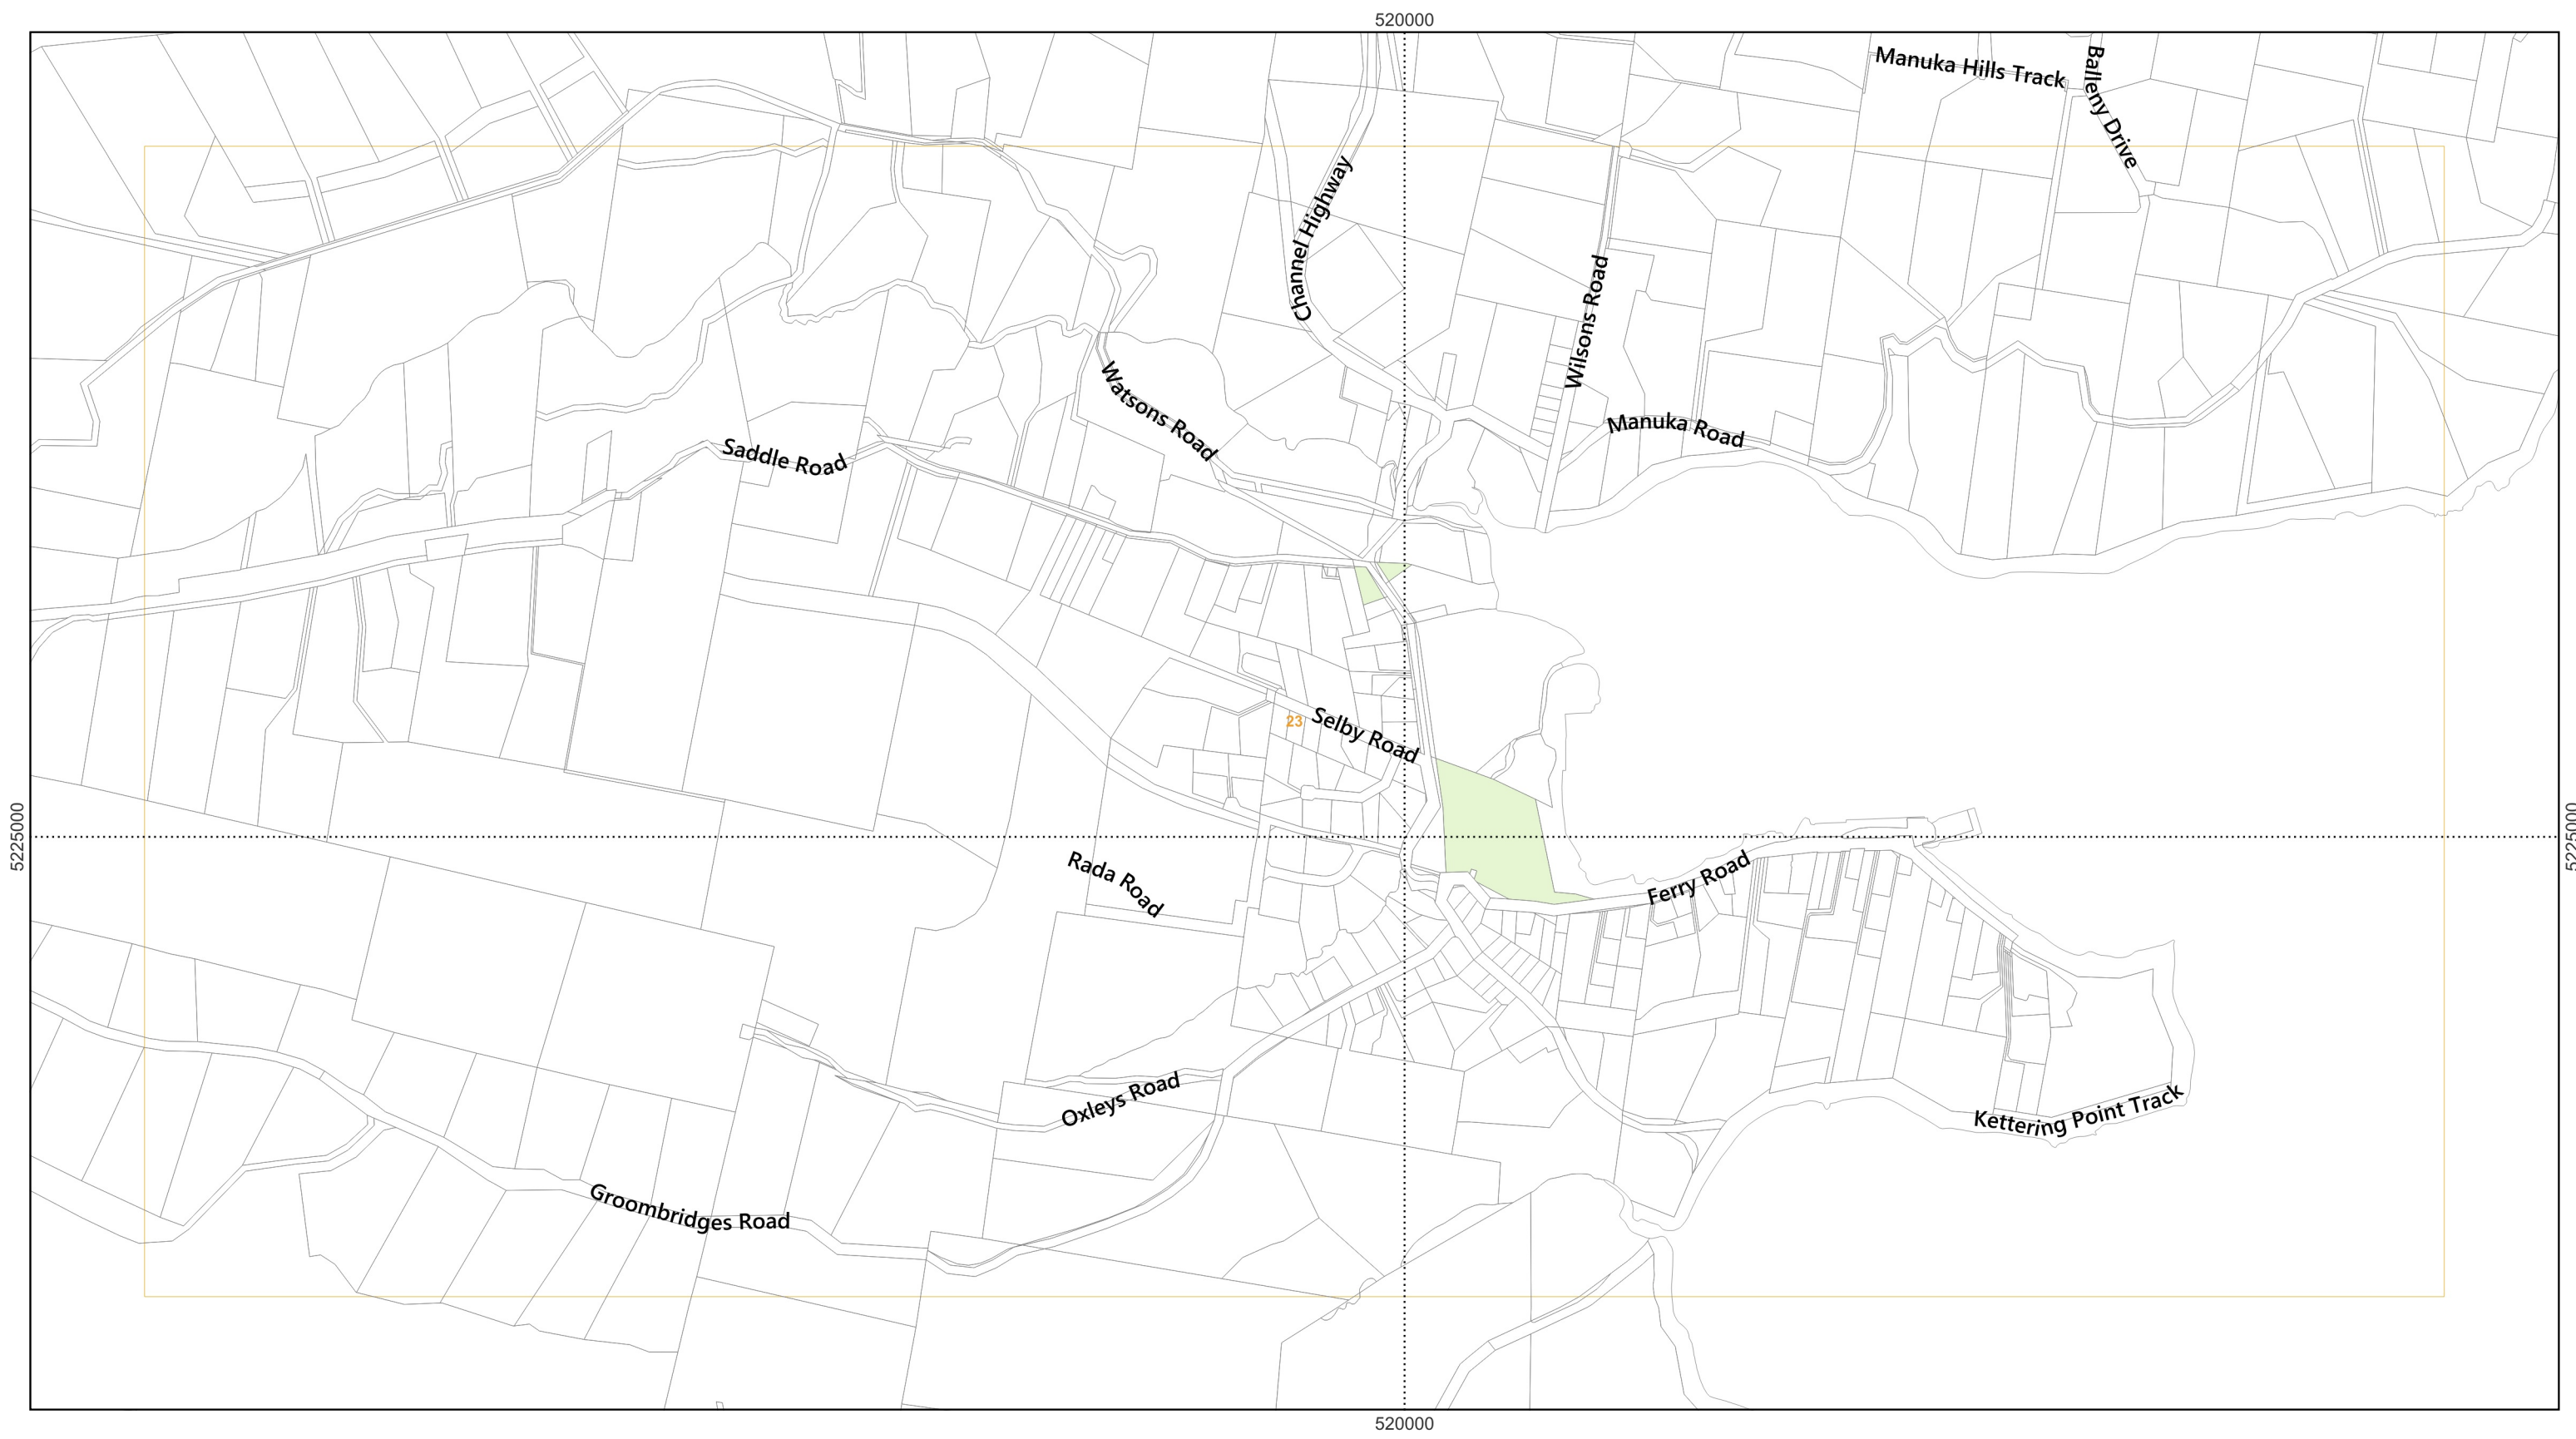 520000
Manuka Hills Track
Balleny Drive
Channel Highway
Wilsons Road
Watsons Road
Manuka Road
Saddle Road
23
Selby Road
5225000
5225000
Rada Road
Ferry Road
Oxleys Road
Kettering Point Track
Groombridges Road
520000